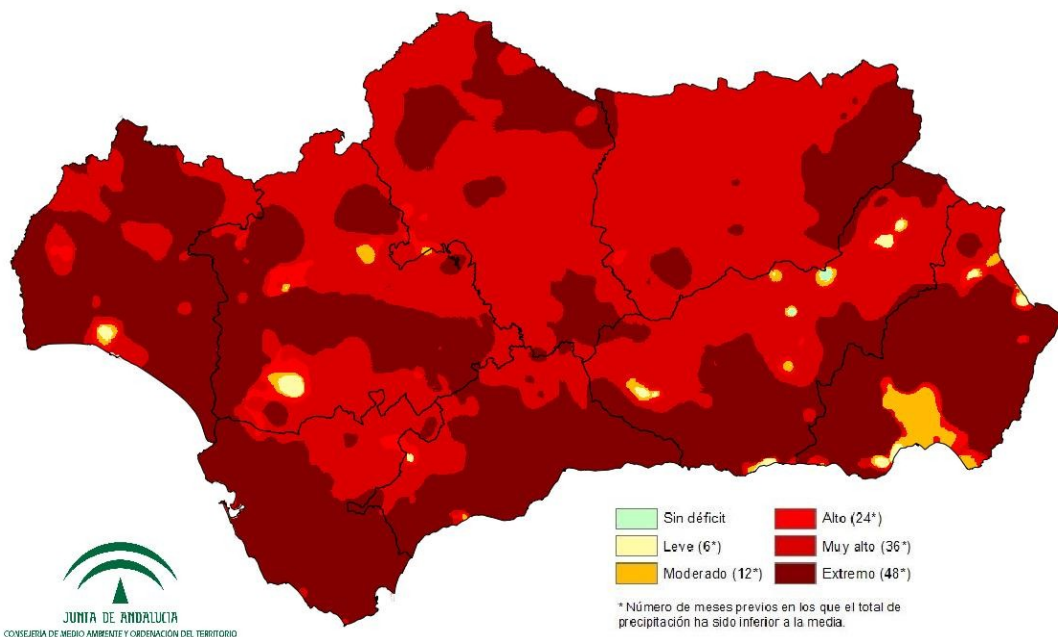 Sin déficit
Leve (6*)
Moderado (12*)
Alto (24*)
Muy alto (36*)
Extremo (48*)
* Número de meses previos en los que el total de
precipitación ha sido inferior a la media.
JUNTA DE ANDALUCIA
CONSEJERÍA DE MEDIO AMBIENTE Y ORDENACIÓN DEL TERRITORIO